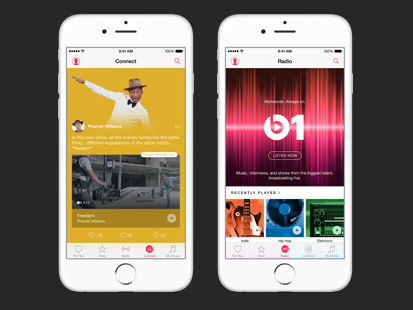 9:41 AM
Connect
Pharrell Williams
In this new piece, all the scenes symbolize the same
thing... different expressions of the same notion...
"freedom"
4:03
Freedom
Pharrell Williams
For You
New
Radio
Connect
My Music
9:41 AM
Radio
Worldwide. Always on.
1
LISTEN NOW
Music, interviews, and shows from the biggest talent,
broadcasting live.
RECENTLY PLAYED >
Indie
Hip Hop
Electronic
For You
New
Radio
Connect
My Music